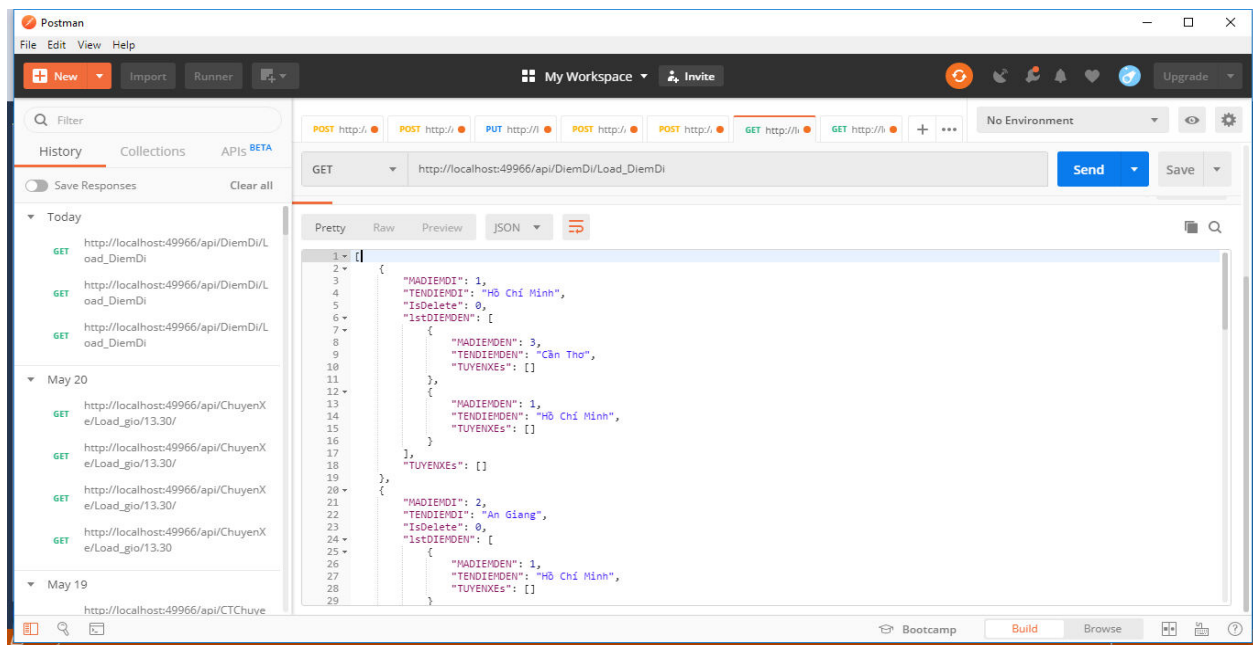 Postman
File Edit View Help
New Import Runner My Workspace Invite Upgrade
Filter
History Collections APIs BETA
Save Responses Clear all
Today
GET http://localhost:49966/api/DiemDi/L
oad_DiemDi
GET http://localhost:49966/api/DiemDi/L
oad_DiemDi
GET http://localhost:49966/api/DiemDi/L
oad_DiemDi
May 20
GET http://localhost:49966/api/ChuyenX
e/Load_gio/13.30/
GET http://localhost:49966/api/ChuyenX
e/Load_gio/13.30/
GET http://localhost:49966/api/ChuyenX
e/Load_gio/13.30/
GET http://localhost:49966/api/ChuyenX
e/Load_gio/13.30
May 19
http://localhost:49966/api/CTChuye
POST http:/ POST http:// PUT http://l POST http:// POST http:/ GET http://l GET http://l + ••• No Environment
GET http://localhost:49966/api/DiemDi/Load_DiemDi Send Save
Pretty Raw Preview JSON
1 [
2 {
3 "MADIEMDI": 1,
4 "TENDIEMDI": "Hồ Chí Minh",
5 "IsDelete": 0,
6 "lstDIEMDEN": [
7 {
8 "MADIEMDEN": 3,
9 "TENDIEMDEN": "Cần Thơ",
10 "TUYENXEs": []
11 },
12 {
13 "MADIEMDEN": 1,
14 "TENDIEMDEN": "Hồ Chí Minh",
15 "TUYENXEs": []
16 }
17 ],
18 "TUYENXEs": []
19 },
20 {
21 "MADIEMDI": 2,
22 "TENDIEMDI": "An Giang",
23 "IsDelete": 0,
24 "lstDIEMDEN": [
25 {
26 "MADIEMDEN": 1,
27 "TENDIEMDEN": "Hồ Chí Minh",
28 "TUYENXEs": []
29 }
Bootcamp Build Browse